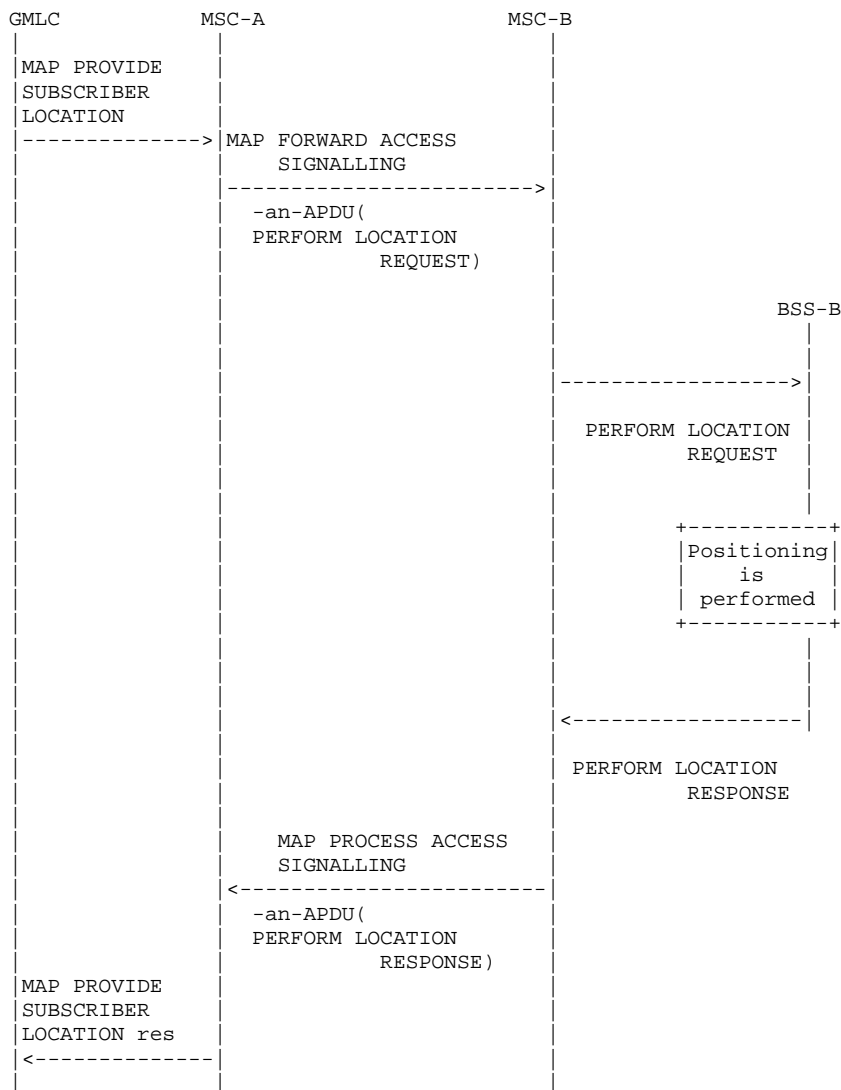 GMLC MSC-A MSC-B
MAP PROVIDE
SUBSCRIBER
LOCATION
MAP FORWARD ACCESS
SIGNALLING
-an-APDU(
PERFORM LOCATION
REQUEST)
BSS-B
PERFORM LOCATION
REQUEST
Positioning
is
performed
PERFORM LOCATION
RESPONSE
MAP PROCESS ACCESS
SIGNALLING
-an-APDU(
PERFORM LOCATION
RESPONSE)
MAP PROVIDE
SUBSCRIBER
LOCATION res